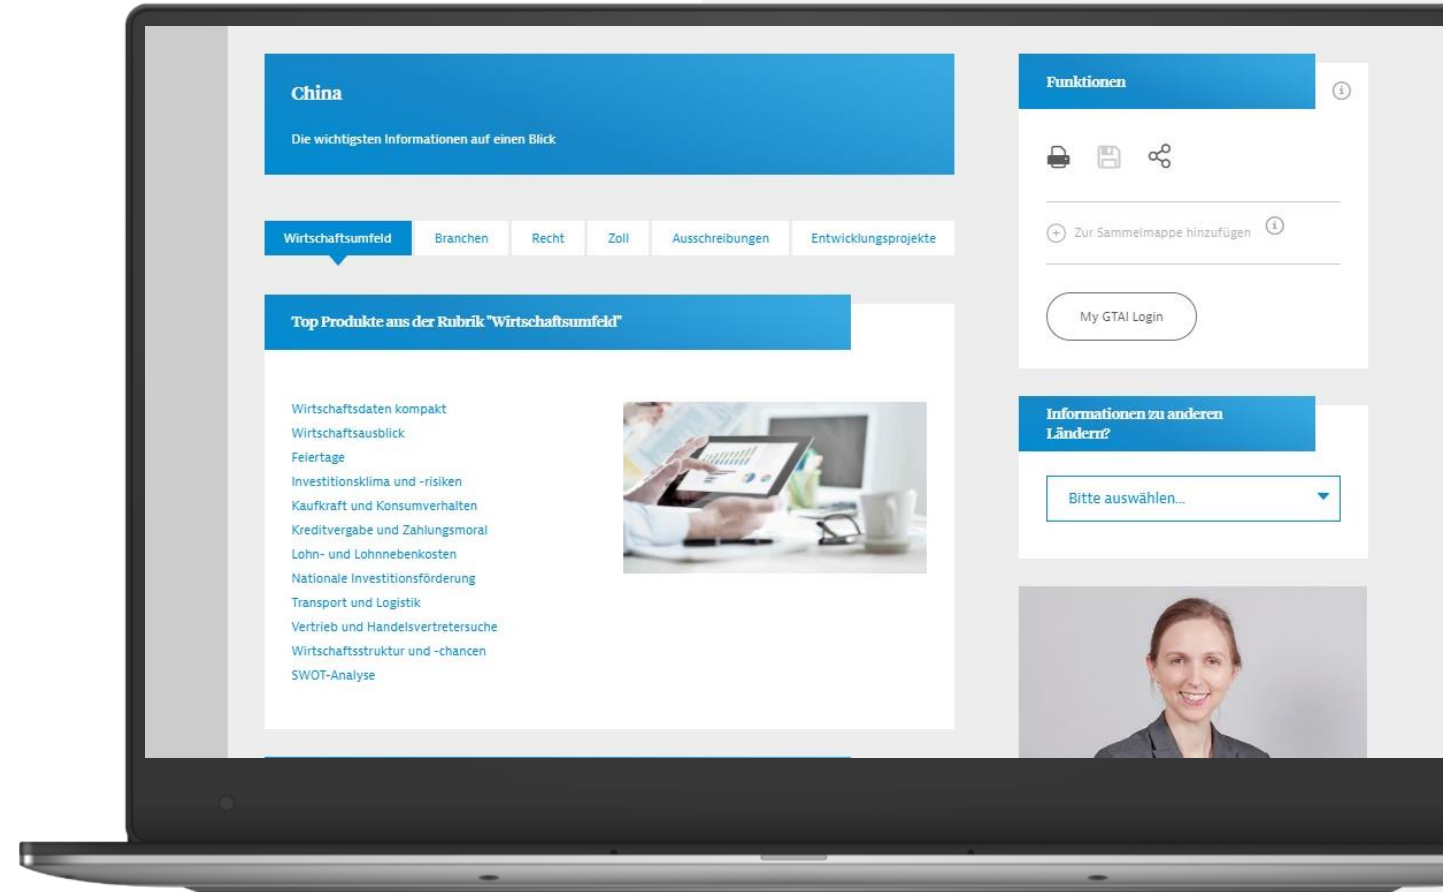 China
Die wichtigsten Informationen auf einen Blick
Wirtschaftsumfeld
Branchen
Recht
Zoll
Ausschreibungen
Entwicklungsprojekte
Top Produkte aus der Rubrik "Wirtschaftsumfeld"
Wirtschaftsdaten kompakt
Wirtschaftsausblick
Feiertage
Investitionsklima und -risiken
Kaufkraft und Konsumverhalten
Kreditvergabe und Zahlungsmoral
Lohn- und Lohnnebenkosten
Nationale Investitionsförderung
Transport und Logistik
Vertrieb und Handelsvertretersuche
Wirtschaftsstruktur und -chancen
SWOT-Analyse
Funktionen
Zur Sammelmappe hinzufügen
My GTAI Login
Informationen zu anderen
Ländern?
Bitte auswählen...